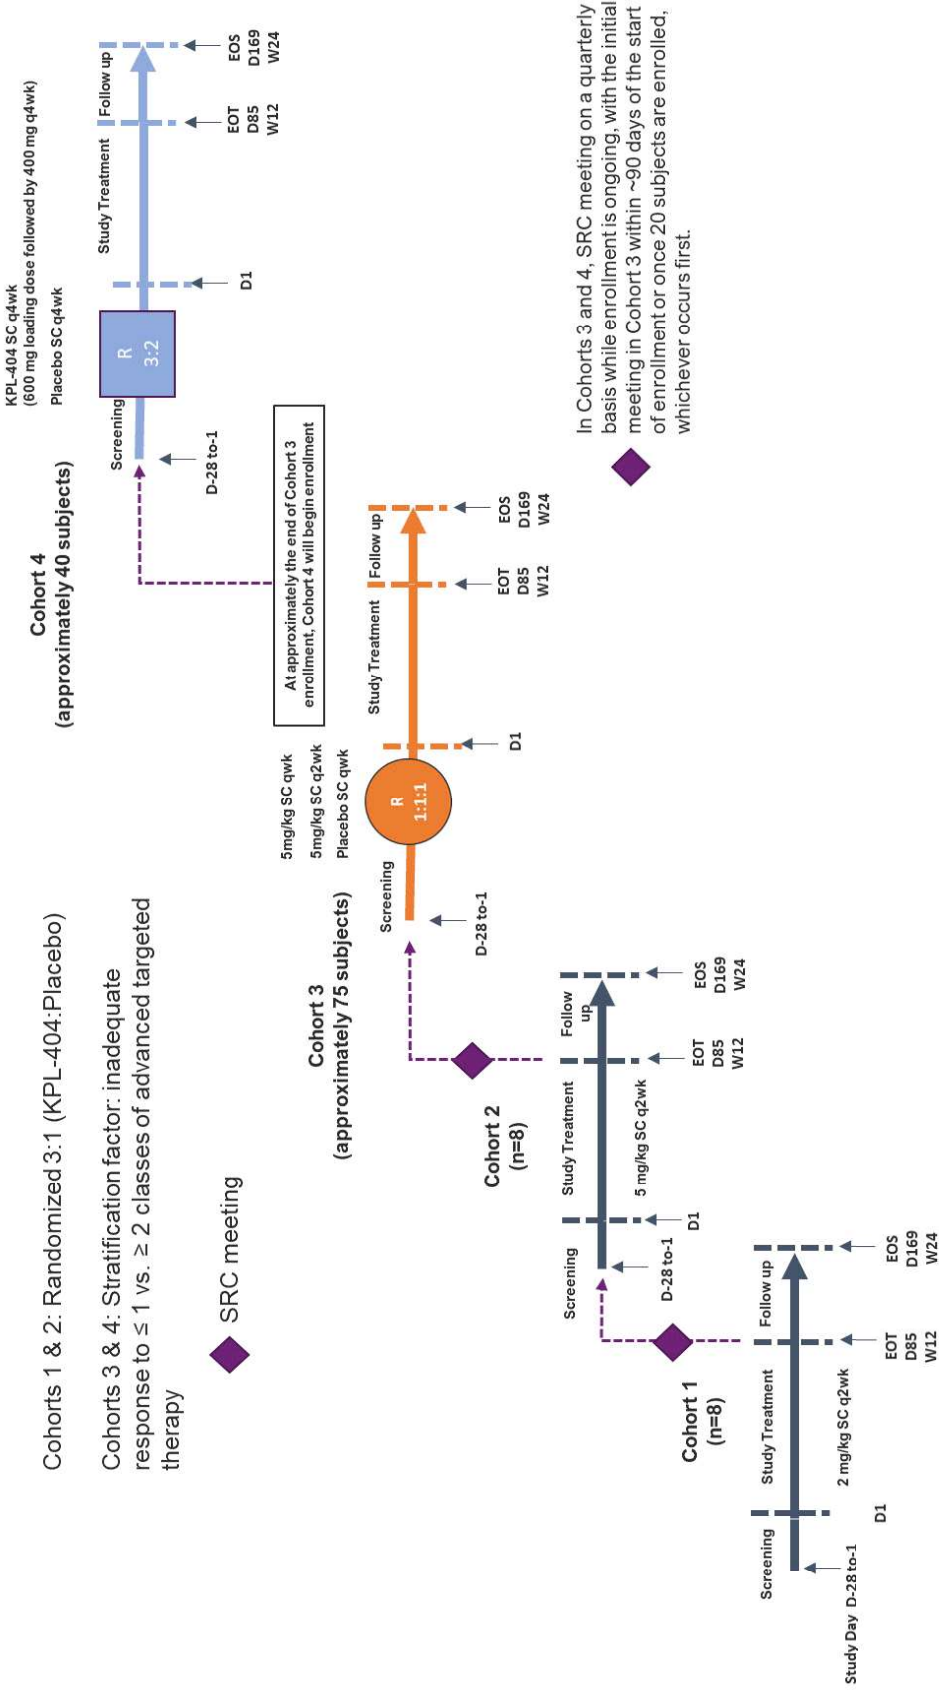 Cohorts 1 & 2: Randomized 3:1 (KPL-404:Placebo)
Cohorts 3 & 4: Stratification factor: inadequate
response to ≤ 1 vs. ≥ 2 classes of advanced targeted
therapy
SRC meeting
Cohort 4
(approximately 40 subjects)
KPL-404 SC q4wk
(600 mg loading dose followed by 400 mg q4wk)
Placebo SC q4wk
Screening
R
3:2
Study Treatment
Follow up
D-28 to-1
D1
EOT
D85
W12
EOS
D169
W24
At approximately the end of Cohort 3
enrollment, Cohort 4 will begin enrollment
Cohort 3
(approximately 75 subjects)
5mg/kg SC qwk
5mg/kg SC q2wk
Placebo SC qwk
Screening
R
1:1:1
Study Treatment
Follow up
D-28 to-1
D1
EOT
D85
W12
EOS
D169
W24
Cohort 2
(n=8)
Screening
Study Treatment
Follow
up
5 mg/kg SC q2wk
D-28 to-1
D1
EOT
D85
W12
EOS
D169
W24
Cohort 1
(n=8)
Screening
Study Treatment
Follow up
2 mg/kg SC q2wk
Study Day D-28 to-1
D1
EOT
D85
W12
EOS
D169
W24
In Cohorts 3 and 4, SRC meeting on a quarterly
basis while enrollment is ongoing, with the initial
meeting in Cohort 3 within ~90 days of the start
of enrollment or once 20 subjects are enrolled,
whichever occurs first.